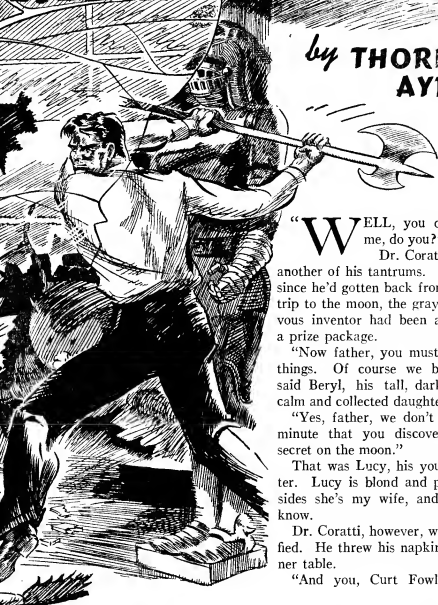 by THOR
AY
"WELL, you
me, do you?
Dr. Corat
another of his tantrums.
since he'd gotten back from
trip to the moon, the gray
vous inventor had been a
a prize package.
"Now father, you must
things. Of course we b
said Beryl, his tall, dark
calm and collected daughte
"Yes, father, we don't
minute that you discove
secret on the moon."
That was Lucy, his you
ter. Lucy is blond and p
sides she's my wife, and
know.
Dr. Coratti, however, w
fied. He threw his napkin
ner table.
"And you, Curt Fowl